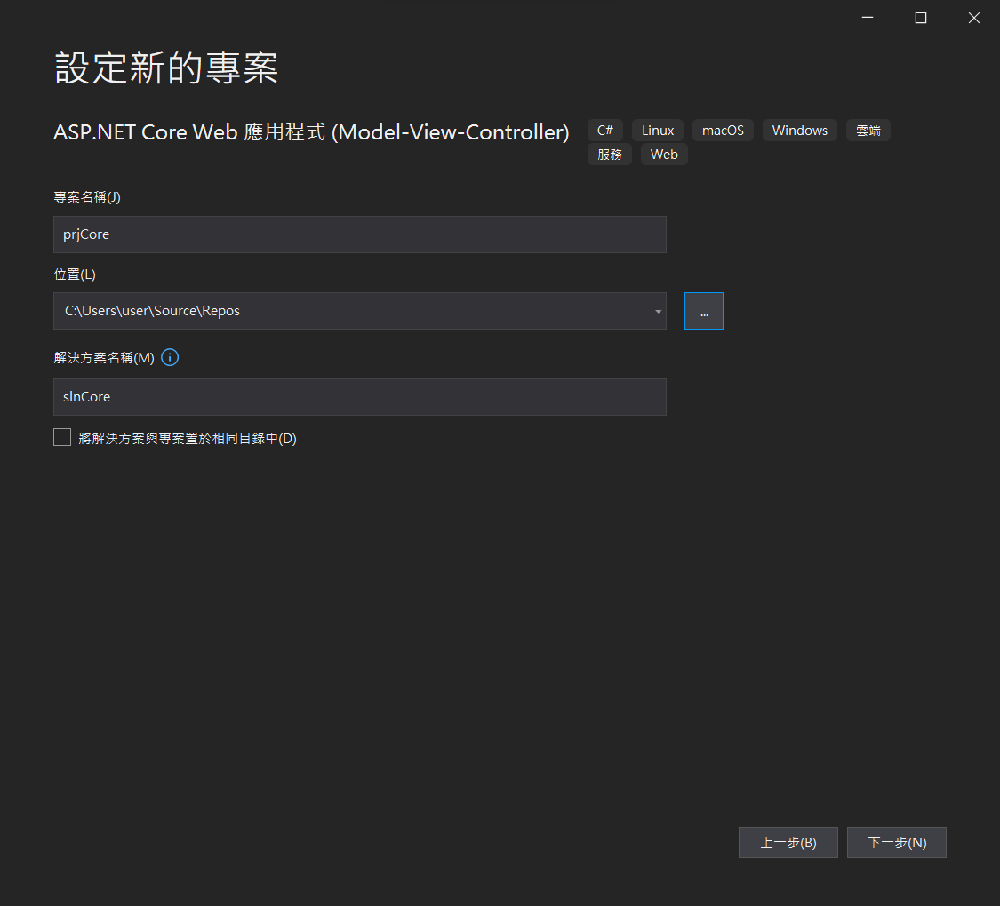 設定新的專案
ASP.NET Core Web 應用程式 (Model-View-Controller) C# Linux macOS Windows 雲端
服務 Web
專案名稱(J)
prjCore
位置(L)
C:\Users\user\Source\Repos ...
解決方案名稱(M)
slnCore
將解決方案與專案置於相同目錄中(D)
上一步(B) 下一步(N)